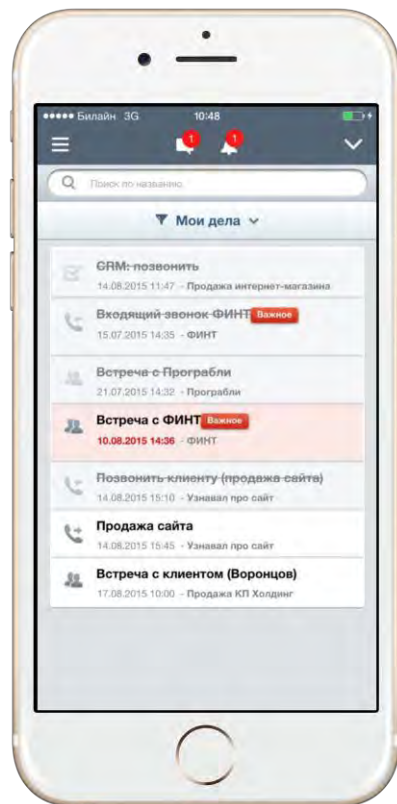 Билайн 3G 10:48
1 1
Поиск по названию
Мои дела
CRM: позвонить
14.08.2015 11:47 - Продажа интернет-магазина
Входящий звонок ФИНТ Важное
15.07.2015 14:35 - ФИНТ
Встреча с Програбли
21.07.2015 14:32 - Програбли
Встреча с ФИНТ Важное
10.08.2015 14:36 - ФИНТ
Позвонить клиенту (продажа сайта)
14.08.2015 15:10 - Узнавал про сайт
Продажа сайта
14.08.2015 15:45 - Узнавал про сайт
Встреча с клиентом (Воронцов)
17.08.2015 10:00 - Продажа КП Холдинг